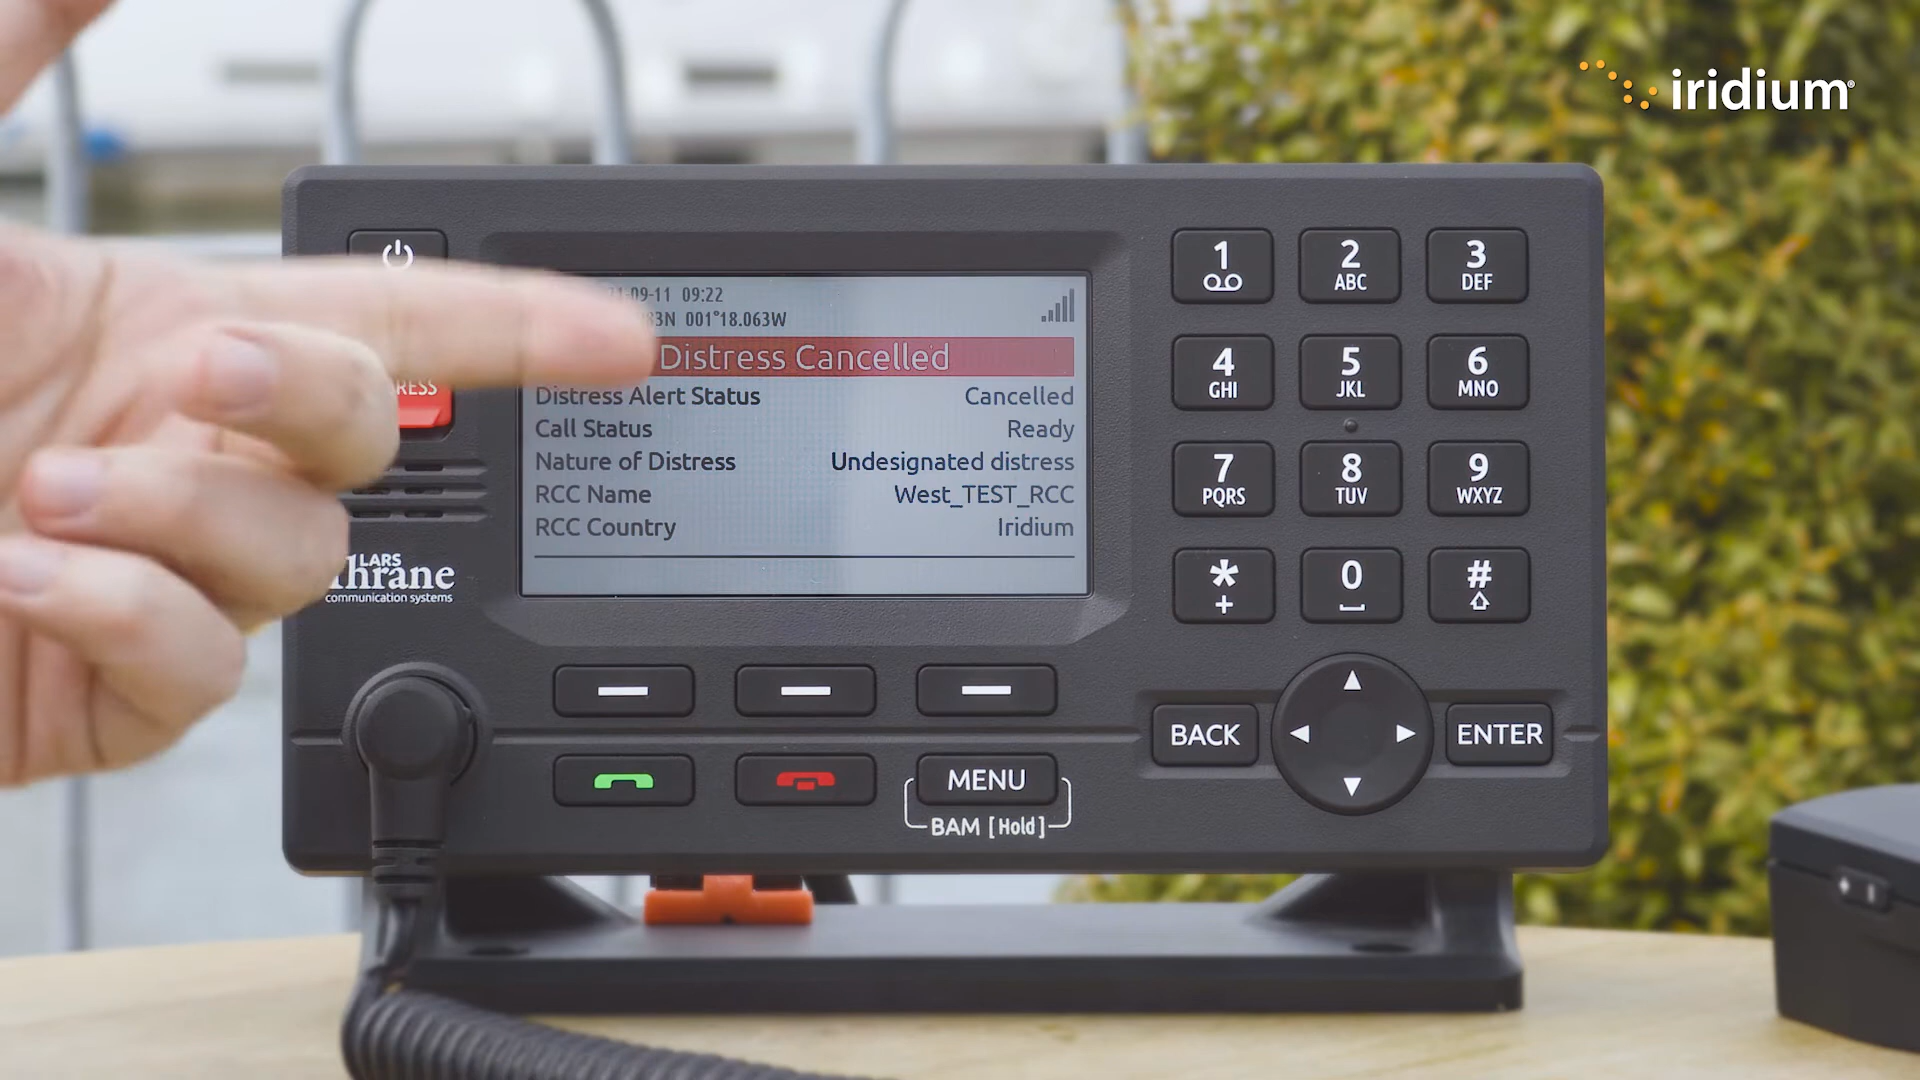 iridium
09-11 09:22
3N 001°18.063W
Distress Cancelled
Distress Alert Status Cancelled
Call Status Ready
Nature of Distress Undesignated distress
RCC Name West_TEST_RCC
RCC Country Iridium
RESS
LARS
Thrane
communication systems
1
2 ABC
3 DEF
4 GHI
5 JKL
6 MNO
7 PQRS
8 TUV
9 WXYZ
* +
0
#
BACK
ENTER
MENU
BAM [Hold]